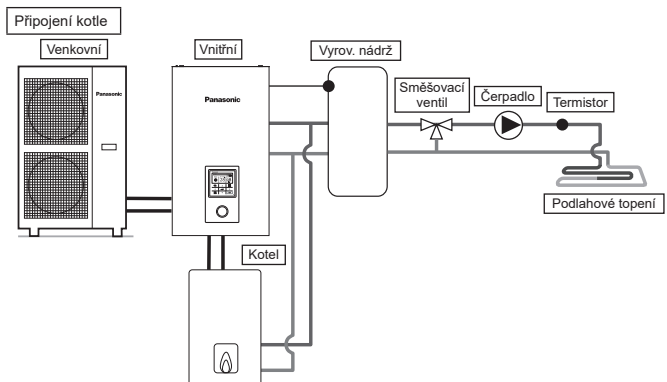 Připojení kotle
Venkovní
Vnitřní
Vyrov. nádrž
Směšovací
ventil
Čerpadlo
Termistor
Panasonic
Panasonic
Podlahové topení
Kotel